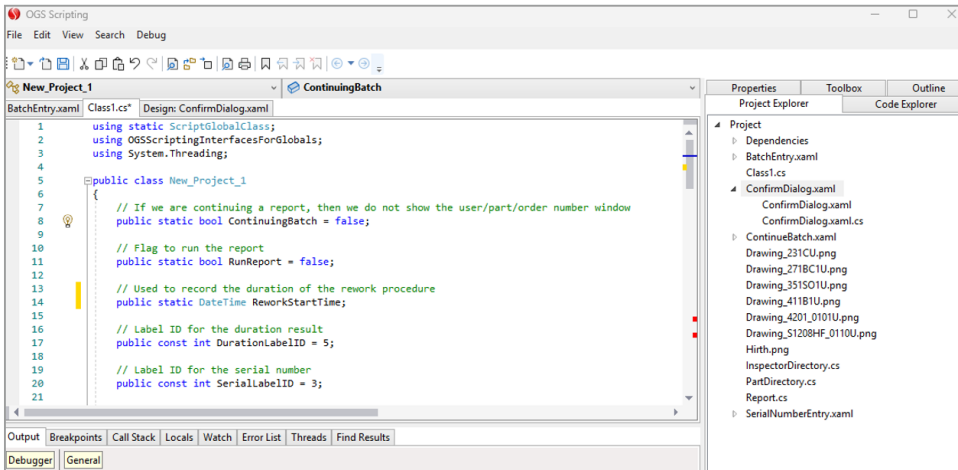 OGS Scripting
File Edit View Search Debug
New_Project_1
ContinuingBatch
BatchEntry.xaml Class1.cs* Design: ConfirmDialog.xaml
1 using static ScriptGlobalClass;
2 using OGSScriptingInterfacesForGlobals;
3 using System.Threading;
4
5 public class New_Project_1
6 {
7 // If we are continuing a report, then we do not show the user/part/order number window
8 public static bool ContinuingBatch = false;
9
10 // Flag to run the report
11 public static bool RunReport = false;
12
13 // Used to record the duration of the rework procedure
14 public static DateTime ReworkStartTime;
15
16 // Label ID for the duration result
17 public const int DurationLabelID = 5;
18
19 // Label ID for the serial number
20 public const int SerialLabelID = 3;
21
Output Breakpoints Call Stack Locals Watch Error List Threads Find Results
Debugger General
Properties Toolbox Outline
Project Explorer Code Explorer
Project
Dependencies
BatchEntry.xaml
Class1.cs
ConfirmDialog.xaml
ConfirmDialog.xaml
ConfirmDialog.xaml.cs
ContinueBatch.xaml
Drawing_231CU.png
Drawing_271BC1U.png
Drawing_351SO1U.png
Drawing_411B1U.png
Drawing_4201_0101U.png
Drawing_S1208HF_0110U.png
Hirth.png
InspectorDirectory.cs
PartDirectory.cs
Report.cs
SerialNumberEntry.xaml